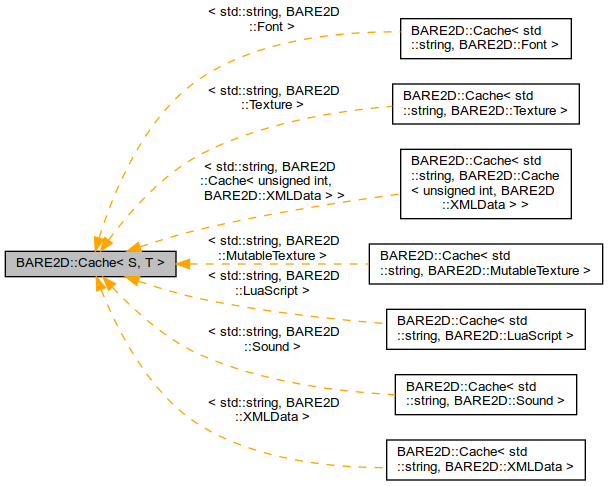 < std::string, BARE2D
::Font >
BARE2D::Cache< std
::string, BARE2D::Font >
< std::string, BARE2D
::Texture >
BARE2D::Cache< std
::string, BARE2D::Texture >
< std::string, BARE2D
::Cache< unsigned int,
BARE2D::XMLData > >
BARE2D::Cache< std
::string, BARE2D::Cache
< unsigned int, BARE2D
::XMLData > >
BARE2D::Cache< S, T >
< std::string, BARE2D
::MutableTexture >
BARE2D::Cache< std
::string, BARE2D::MutableTexture >
< std::string, BARE2D
::LuaScript >
BARE2D::Cache< std
::string, BARE2D::LuaScript >
< std::string, BARE2D
::Sound >
BARE2D::Cache< std
::string, BARE2D::Sound >
< std::string, BARE2D
::XMLData >
BARE2D::Cache< std
::string, BARE2D::XMLData >